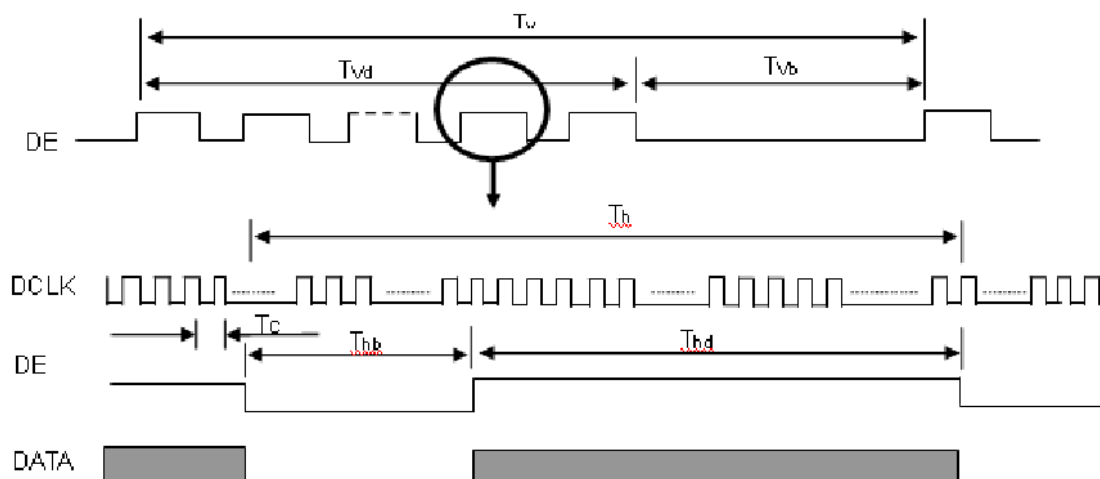 Tv
TVd
TVb
DE
Th
DCLK
TC
Thb
Thd
DE
DATA